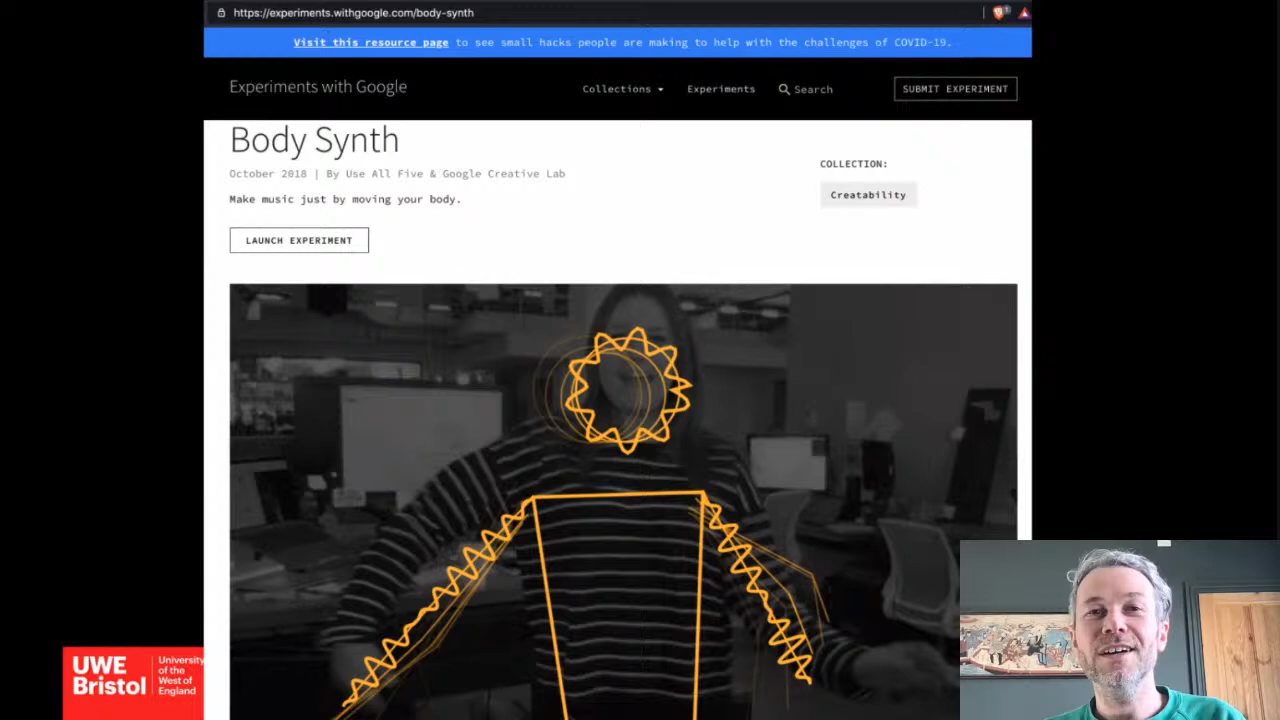 https://experiments.withgoogle.com/body-synth
Visit this resource page to see small hacks people are making to help with the challenges of COVID-19.
Experiments with Google
Collections
Experiments
Search
SUBMIT EXPERIMENT
Body Synth
October 2018 | By Use All Five & Google Creative Lab
Make music just by moving your body.
LAUNCH EXPERIMENT
COLLECTION:
Creatability
UWE
Bristol
University
of the
West of
England